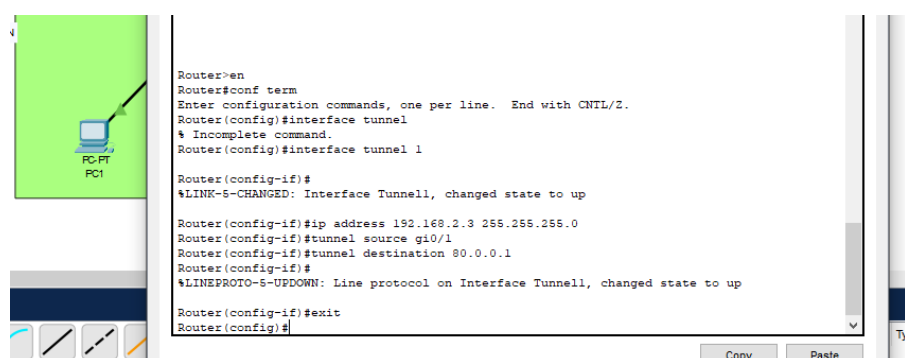 N
PC-PT
PC1
Router>en
Router#conf term
Enter configuration commands, one per line.  End with CNTL/Z.
Router(config)#interface tunnel
% Incomplete command.
Router(config)#interface tunnel 1
Router(config-if)#
%LINK-5-CHANGED: Interface Tunnel1, changed state to up
Router(config-if)#ip address 192.168.2.3 255.255.255.0
Router(config-if)#tunnel source gi0/1
Router(config-if)#tunnel destination 80.0.0.1
Router(config-if)#
%LINEPROTO-5-UPDOWN: Line protocol on Interface Tunnel1, changed state to up
Router(config-if)#exit
Router(config)#
Copy
Paste
Ty